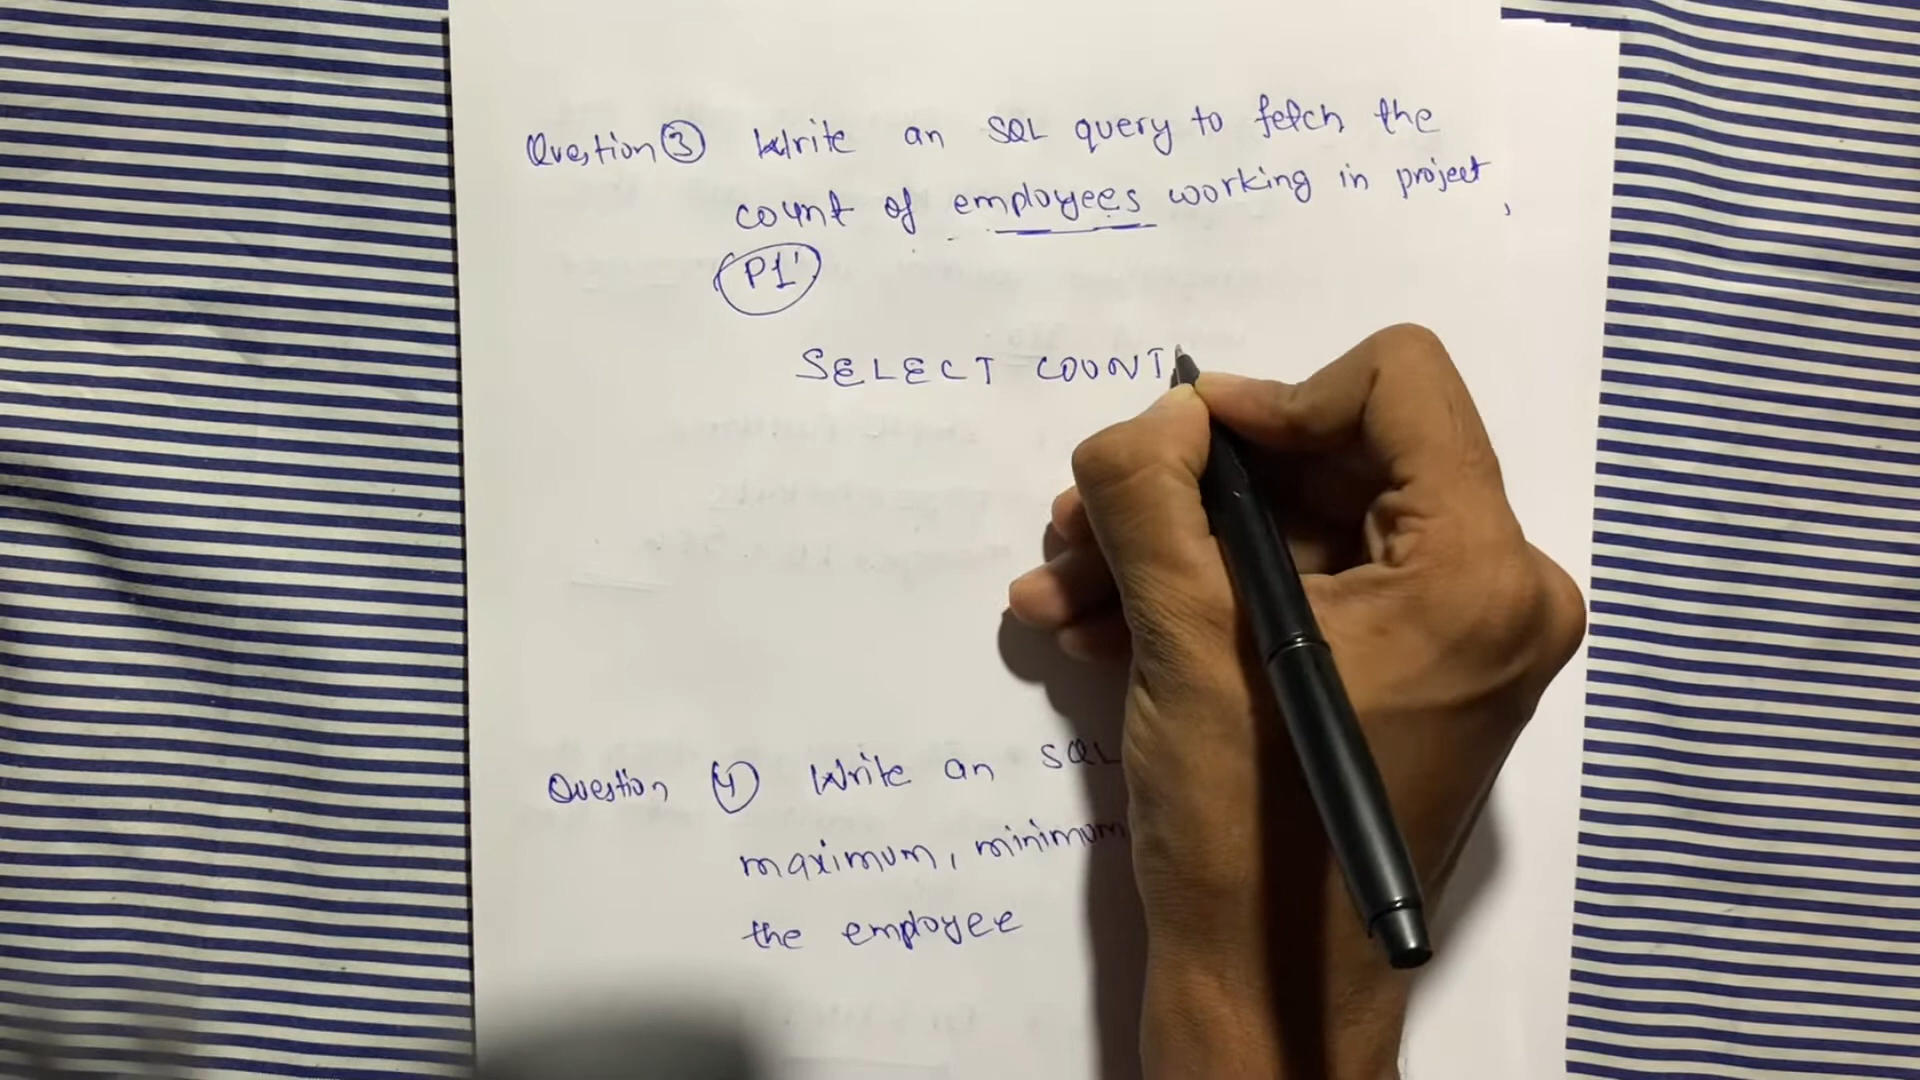 Question ③ Write an SQL query to fetch the
count of employees working in project,
'P1'
SELECT COUNT
Question ④ Write an SQL
maximum, minimum
the employee